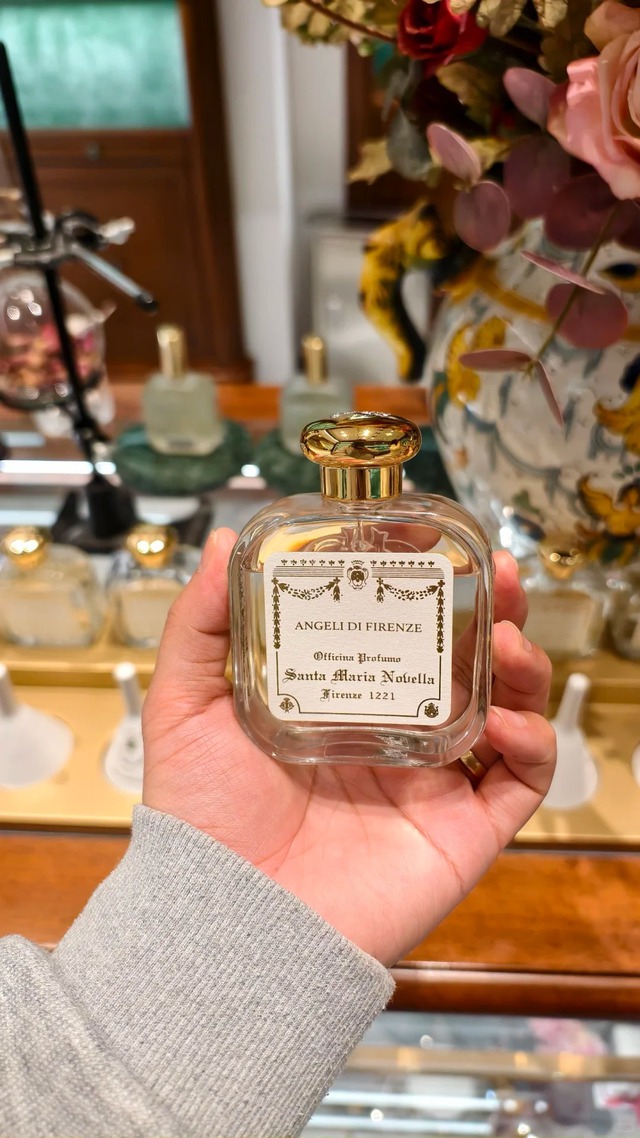 ANGELI DI FIRENZE
Officina Profumo
Santa Maria Novella
Firenze 1221